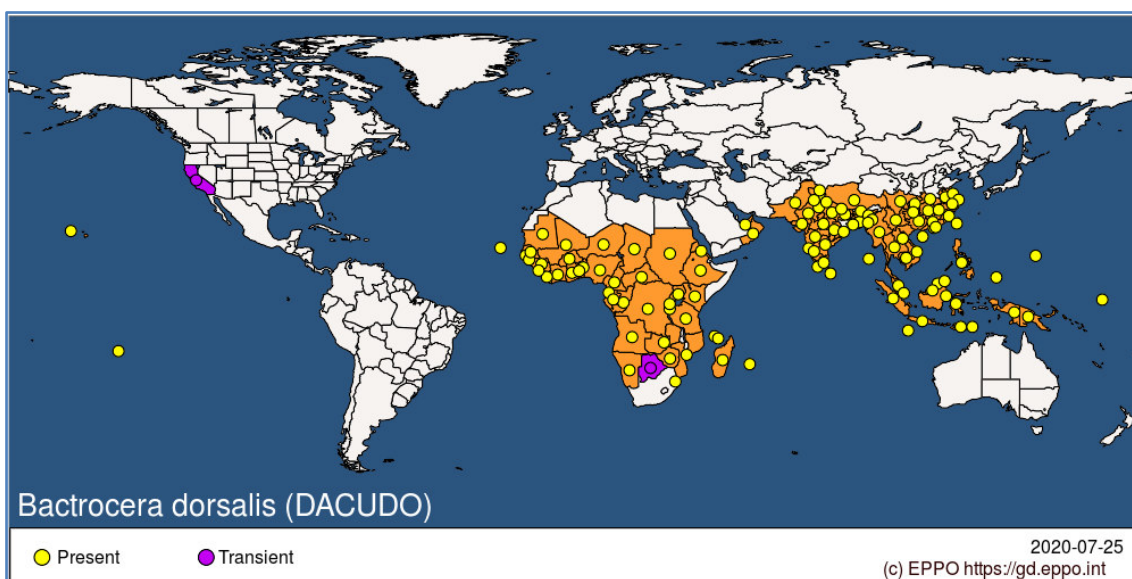 Bactrocera dorsalis (DACUDO)
Present
Transient
2020-07-25
(c) EPPO https://gd.eppo.int